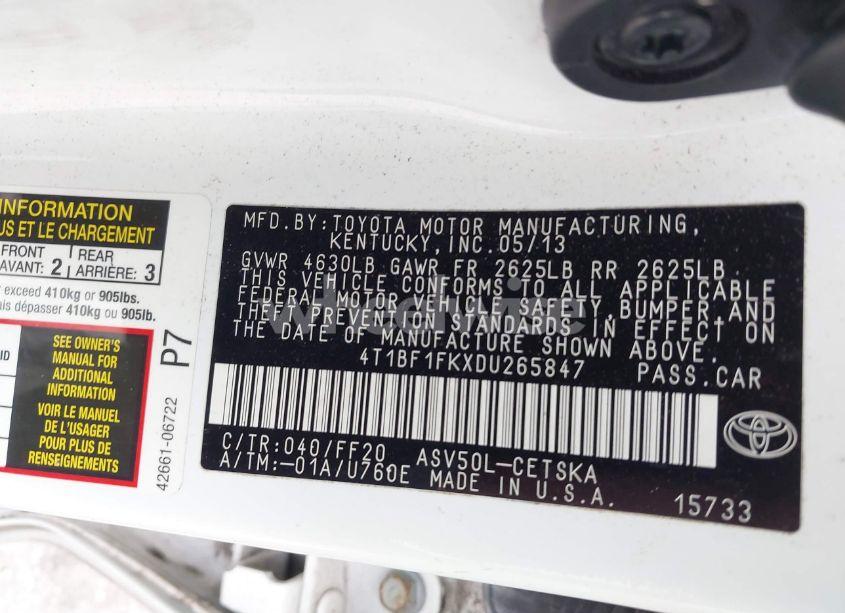 INFORMATION
US ET LE CHARGEMENT
FRONT
AVANT: 2
REAR
ARRIÈRE: 3
exceed 410kg or 905lbs.
is dépasser 410kg ou 905lb.
SEE OWNER'S
MANUAL FOR
ADDITIONAL
INFORMATION
VOIR LE MANUEL
DE L'USAGER
POUR PLUS DE
RENSEIGNEMENTS
P7
42661-06722
MFD.BY:TOYOTA MOTOR MANUFACTURING,
KENTUCKY,INC.05/13
GVWR 4630LB GAWR FR 2625LB RR 2625LB
THIS VEHICLE CONFORMS TO ALL APPLICABLE
FEDERAL MOTOR VEHICLE SAFETY,BUMPER,AND
THEFT PREVENTION STANDARDS IN EFFECT ON
THE DATE OF MANUFACTURE SHOWN ABOVE.
4T1BF1FKXDU265847 PASS.CAR
C/TR:040/FF20 ASV50L-CETSKA
A/TM:-01A/U760E MADE IN U.S.A.
15733